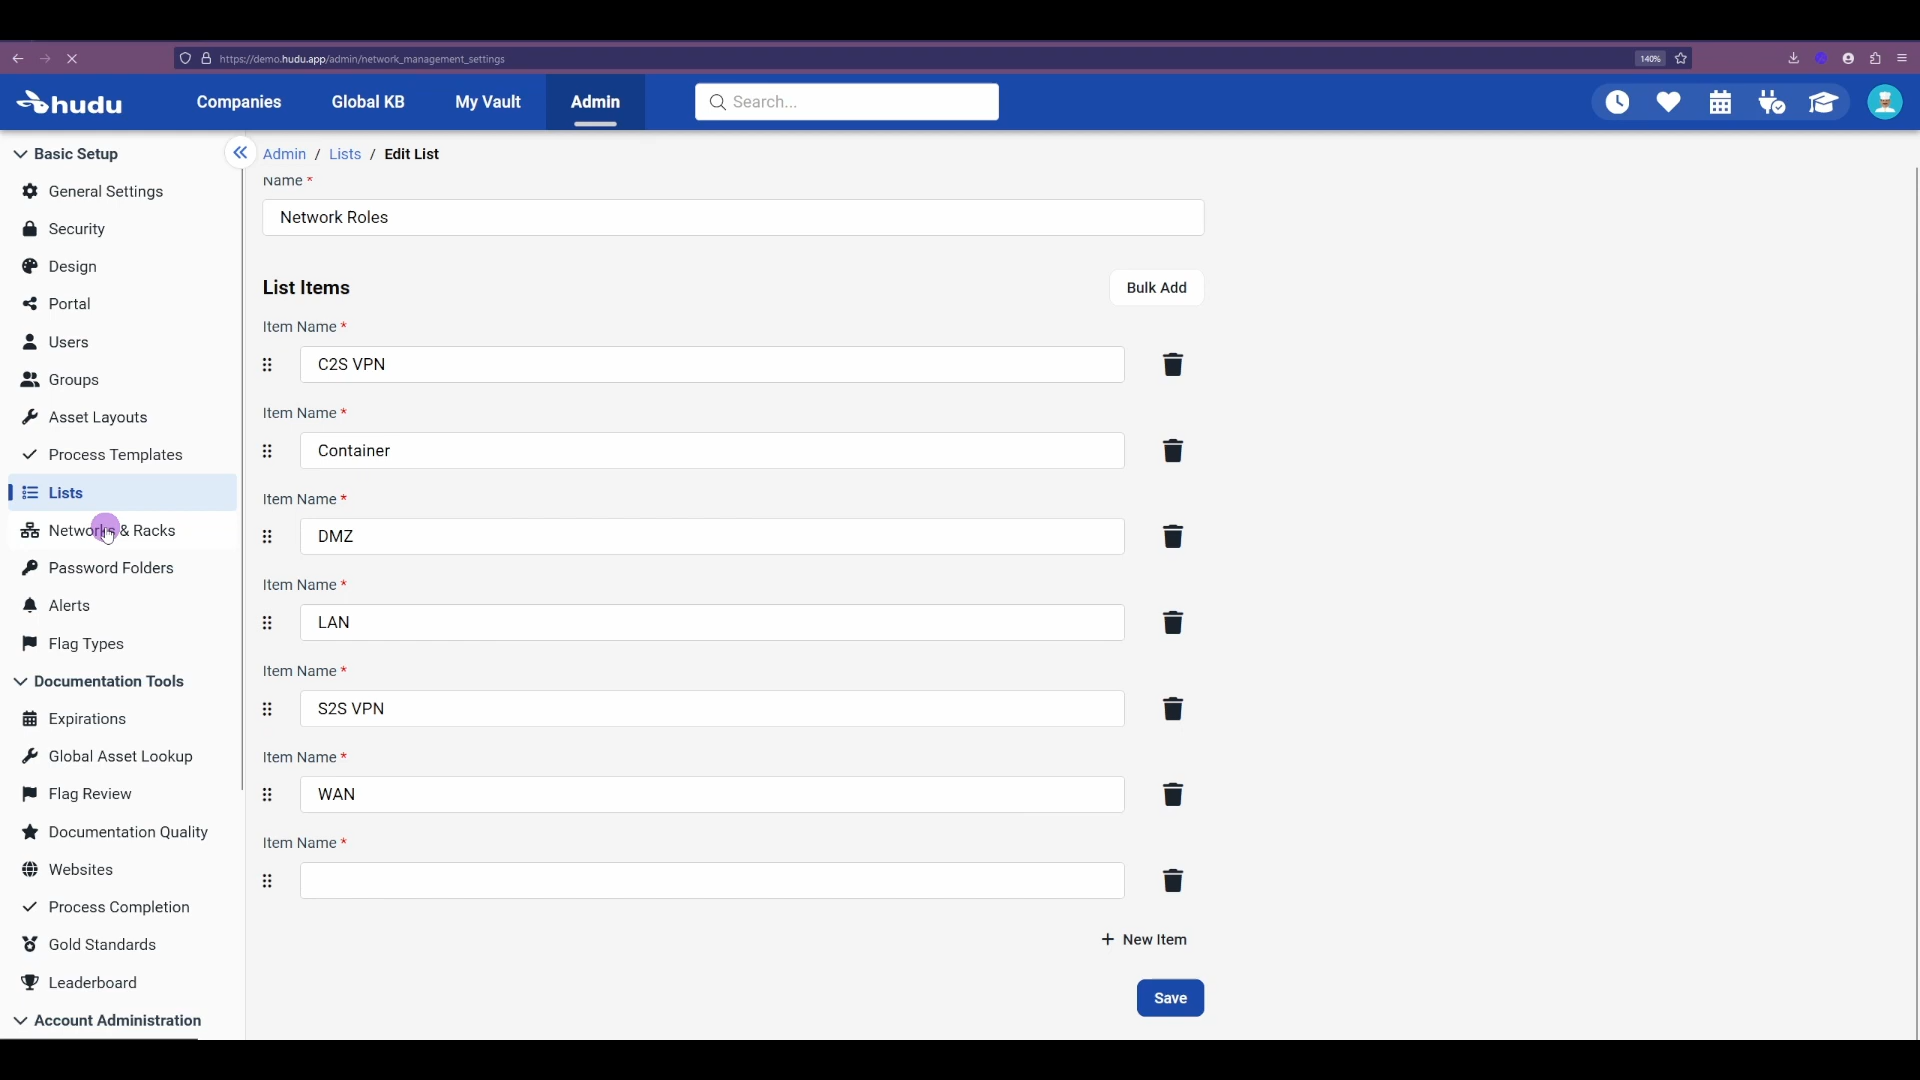 https://demo.hudu.app/admin/network_management_settings
140%
hudu
Companies
Global KB
My Vault
Admin
Search...
Basic Setup
General Settings
Security
Design
Portal
Users
Groups
Asset Layouts
Process Templates
Lists
Networks & Racks
Password Folders
Alerts
Flag Types
Documentation Tools
Expirations
Global Asset Lookup
Flag Review
Documentation Quality
Websites
Process Completion
Gold Standards
Leaderboard
Account Administration
Admin / Lists / Edit List
Name *
Network Roles
List Items
Bulk Add
Item Name *
C2S VPN
Item Name *
Container
Item Name *
DMZ
Item Name *
LAN
Item Name *
S2S VPN
Item Name *
WAN
Item Name *
+ New Item
Save